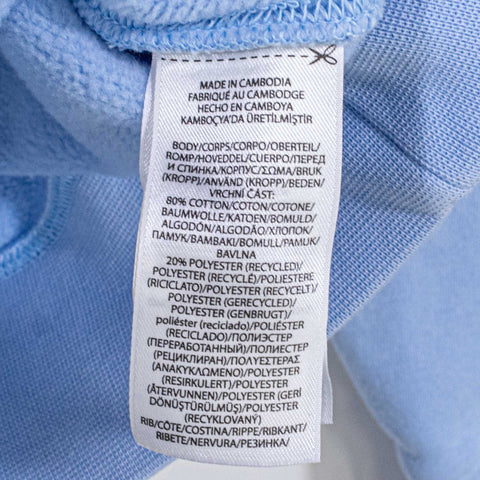 MADE IN CAMBODIA
FABRIQUÉ AU CAMBODGE
HECHO EN CAMBOYA
KAMBOÇYA'DA ÜRETİLMİŞTİR
BODY/CORPS/CORPO/OBERTEIL/
ROMP/HOVEDDEL/CUERPO/ПЕРЕД
И СПИНКА/КОРПУС/ΣΩΜΑ/BRUK
(KROPP)/ANVÄND (KROPP)/BEDEN/
VRCHNÍ ČÁST:
80% COTTON/COTON/COTONE/
BAUMWOLLE/KATOEN/BOMULD/
ALGODÓN/ALGODÃO/ХЛОПОК/
ПАМУК/BAMBAKI/BOMULL/PAMUK/
BAVLNA
20% POLYESTER (RECYCLED)/
POLYESTER (RECYCLÉ)/POLIESTERE
(RICICLATO)/POLYESTER (RECYCELT)/
POLYESTER (GERECYCLED)/
POLYESTER (GENBRUGT)/
poliéster (reciclado)/POLIÉSTER
(RECICLADO)/ПОЛИЭСТЕР
(ПЕРЕРАБОТАННЫЙ)/ПОЛИЕСТЕР
(РЕЦИКЛИРАН)/ΠΟΛΥΕΣΤΕΡΑΣ
(ΑΝΑΚΥΚΛΩΜΕΝΟ)/POLYESTER
(RESIRKULERT)/POLYESTER
(ÅTERVUNNEN)/POLYESTER (GERİ
DÖNÜŞTÜRÜLMÜŞ)/POLYESTER
(RECYKLOVANÝ)
RIB/CÔTE/COSTINA/RIPPE/RIBKANT/
RIBETE/NERVURA/РЕЗИНКА/